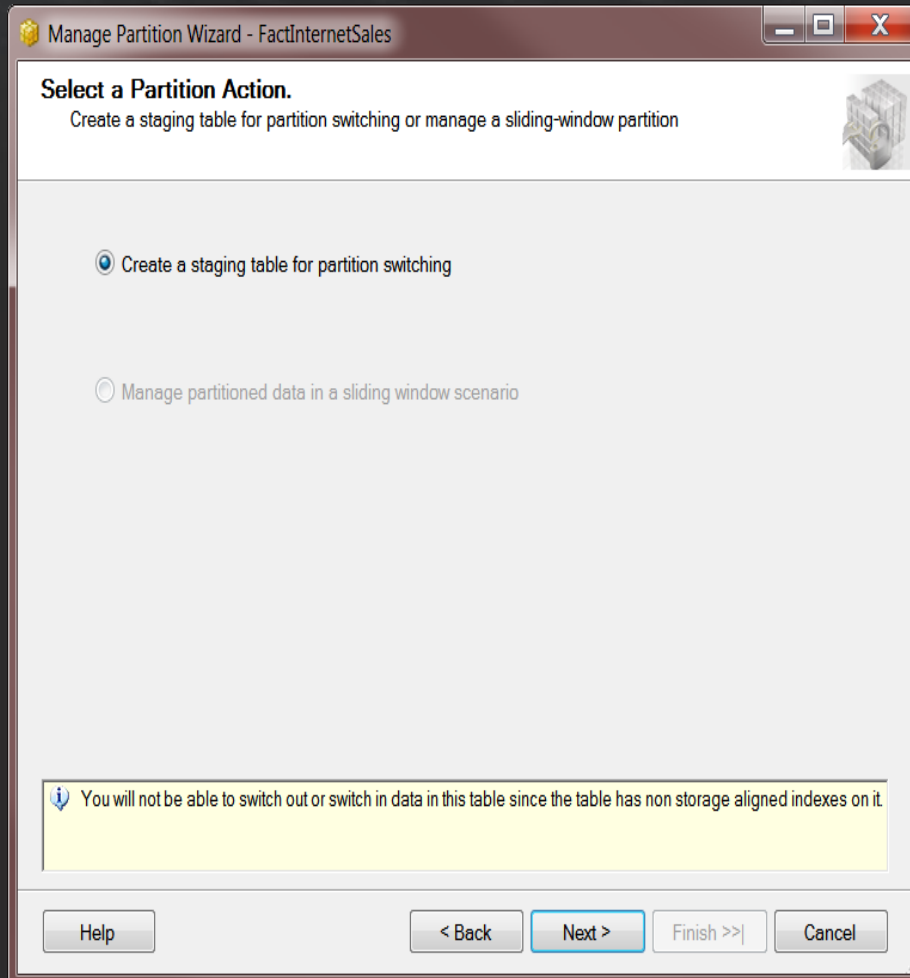 Manage Partition Wizard - FactInternetSales
X
Select a Partition Action.
Create a staging table for partition switching or manage a sliding-window partition
Create a staging table for partition switching
Manage partitioned data in a sliding window scenario
You will not be able to switch out or switch in data in this table since the table has non storage aligned indexes on it.
Help < Back Next > Finish >>| Cancel